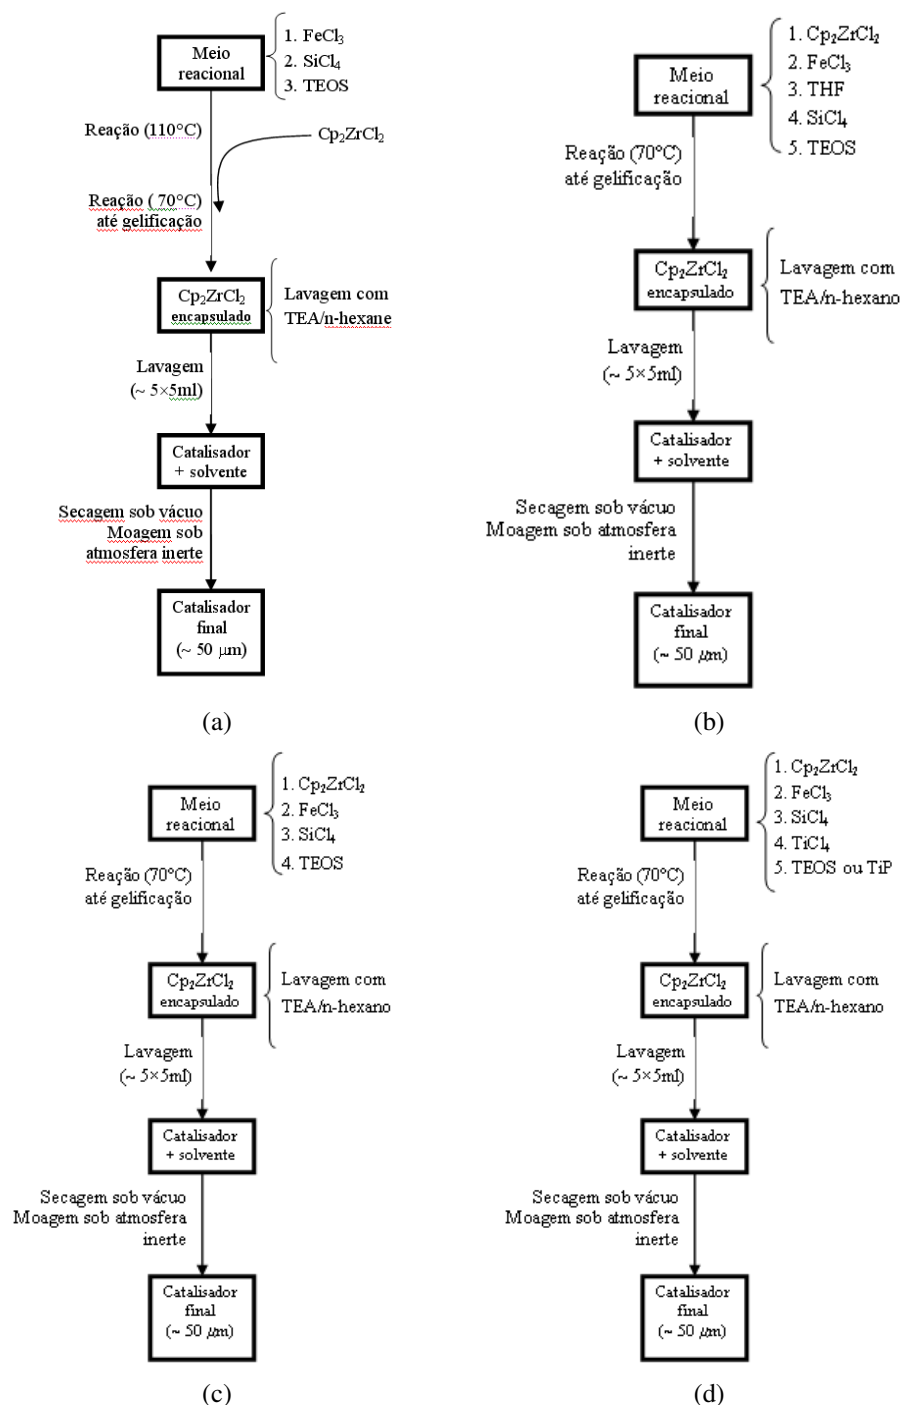 Meio
reacional
1. FeCl₃
2. SiCl₄
3. TEOS
Reação (110°C)
Cp₂ZrCl₂
Reação ( 70°C)
até gelificação
Cp₂ZrCl₂
encapsulado
Lavagem com
TEA/n-hexane
Lavagem
(~ 5×5ml)
Catalisador
+ solvente
Secagem sob vácuo
Moagem sob
atmosfera inerte
Catalisador
final
(~ 50 μm)
(a)
Meio
reacional
1. Cp₂ZrCl₂
2. FeCl₃
3. THF
4. SiCl₄
5. TEOS
Reação (70°C)
até gelificação
Cp₂ZrCl₂
encapsulado
Lavagem com
TEA/n-hexano
Lavagem
(~ 5×5ml)
Catalisador
+ solvente
Secagem sob vácuo
Moagem sob atmosfera
inerte
Catalisador
final
(~ 50 μm)
(b)
Meio
reacional
1. Cp₂ZrCl₂
2. FeCl₃
3. SiCl₄
4. TEOS
Reação (70°C)
até gelificação
Cp₂ZrCl₂
encapsulado
Lavagem com
TEA/n-hexano
Lavagem
(~ 5×5ml)
Catalisador
+ solvente
Secagem sob vácuo
Moagem sob atmosfera
inerte
Catalisador
final
(~ 50 μm)
(c)
Meio
reacional
1. Cp₂ZrCl₂
2. FeCl₃
3. SiCl₄
4. TiCl₄
5. TEOS ou TiP
Reação (70°C)
até gelificação
Cp₂ZrCl₂
encapsulado
Lavagem com
TEA/n-hexano
Lavagem
(~ 5×5ml)
Catalisador
+ solvente
Secagem sob vácuo
Moagem sob atmosfera
inerte
Catalisador
final
(~ 50 μm)
(d)